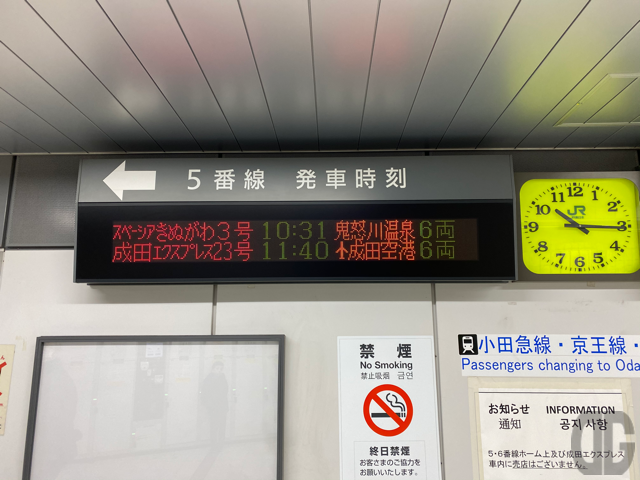 5番線 発車時刻
スペーシアきぬがわ3号 10:31 鬼怒川温泉 6両
成田エクスプレス23号 11:40 成田空港 6両
JR
12
1
2
3
4
5
6
7
8
9
10
11
禁煙
No Smoking
禁止吸烟 금연
終日禁煙
お客さまのご協力を
お願いいたします。
小田急線・京王線・
Passengers changing to Oda
お知らせ INFORMATION
通知 공지 사항
5・6番線ホーム上及び成田エクスプレス
車内に売店はございません。